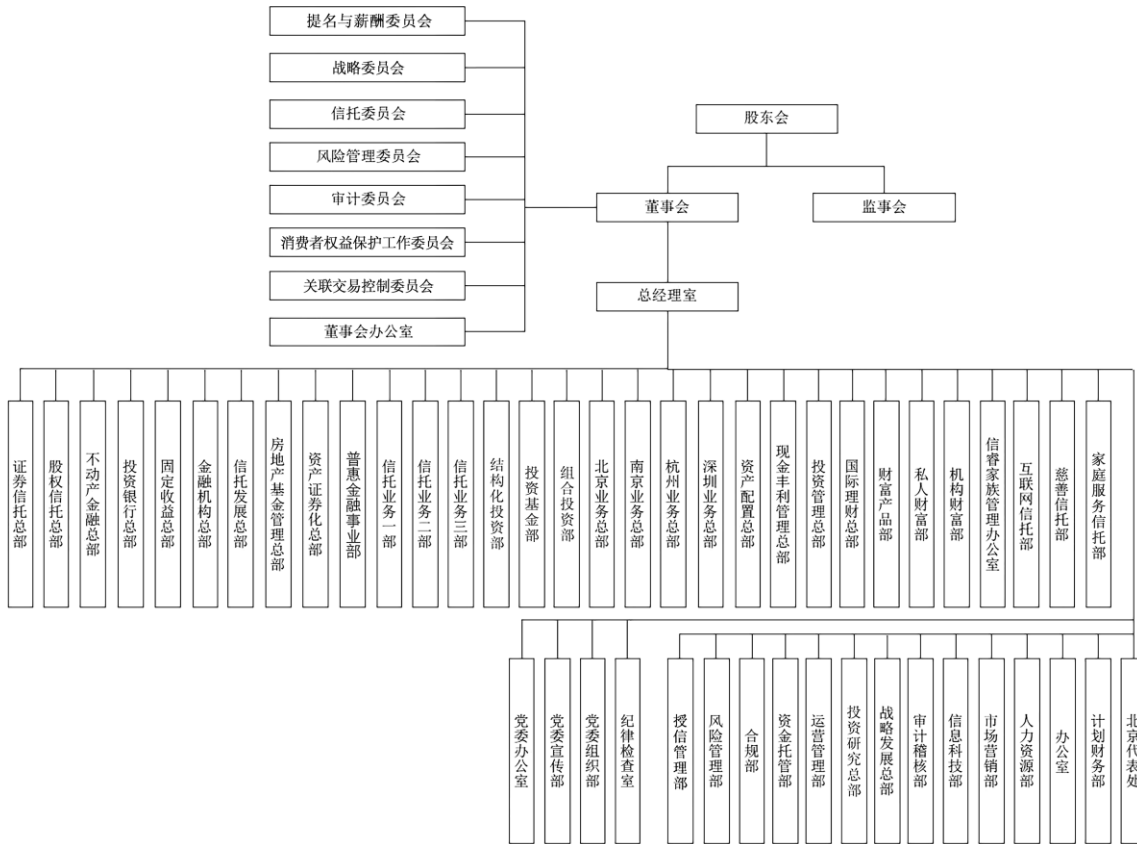 提名与薪酬委员会
战略委员会
信托委员会
股东会
风险管理委员会
审计委员会
董事会
监事会
消费者权益保护工作委员会
关联交易控制委员会
总经理室
董事会办公室
证券信托总部
股权信托总部
不动产金融总部
投资银行总部
固定收益总部
金融机构总部
信托发展总部
房地产基金管理总部
资产证券化总部
普惠金融事业部
信托业务一部
信托业务二部
信托业务三部
结构化投资部
投资基金部
组合投资部
北京业务总部
南京业务总部
杭州业务总部
深圳业务总部
资产配置总部
现金丰利管理总部
投资管理总部
国际理财总部
财富产品部
私人财富部
机构财富部
信睿家族管理办公室
互联网信托部
慈善信托部
家庭服务信托部
党委办公室
党委宣传部
党委组织部
纪律检查室
授信管理部
风险管理部
合规部
资金托管部
运营管理部
投资研究总部
战略发展总部
审计稽核部
信息科技部
市场营销部
人力资源部
办公室
计划财务部
北京代表处